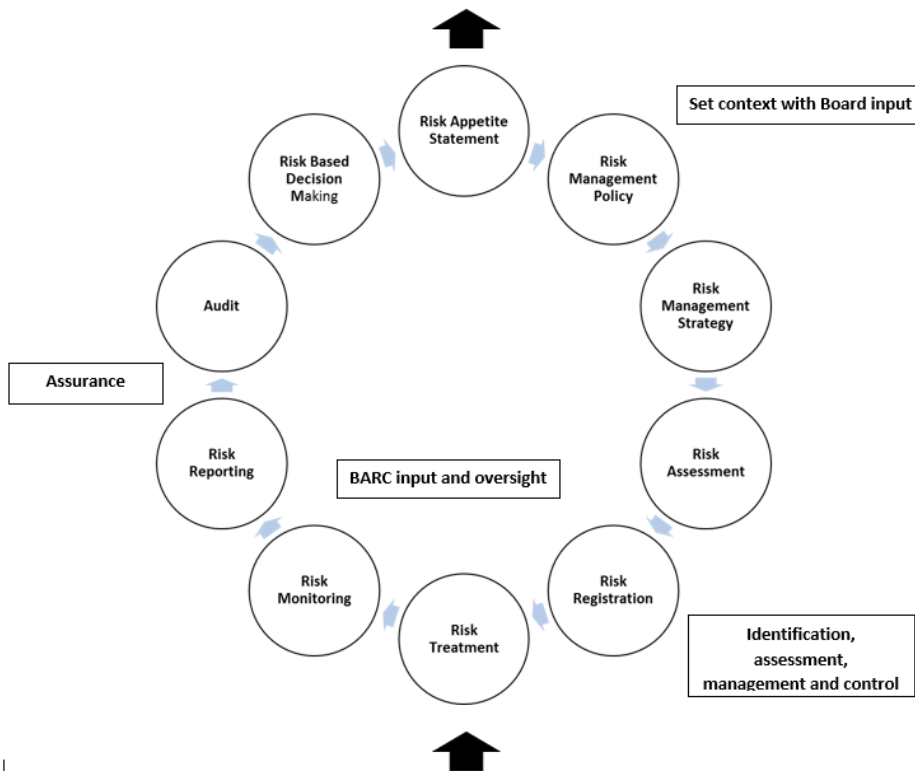 Risk Appetite
Statement
Set context with Board input
Risk
Management
Policy
Risk
Management
Strategy
Risk
Assessment
Risk
Registration
Identification,
assessment,
management and control
Risk
Treatment
BARC input and oversight
Risk
Monitoring
Risk
Reporting
Assurance
Audit
Risk Based
Decision
Making